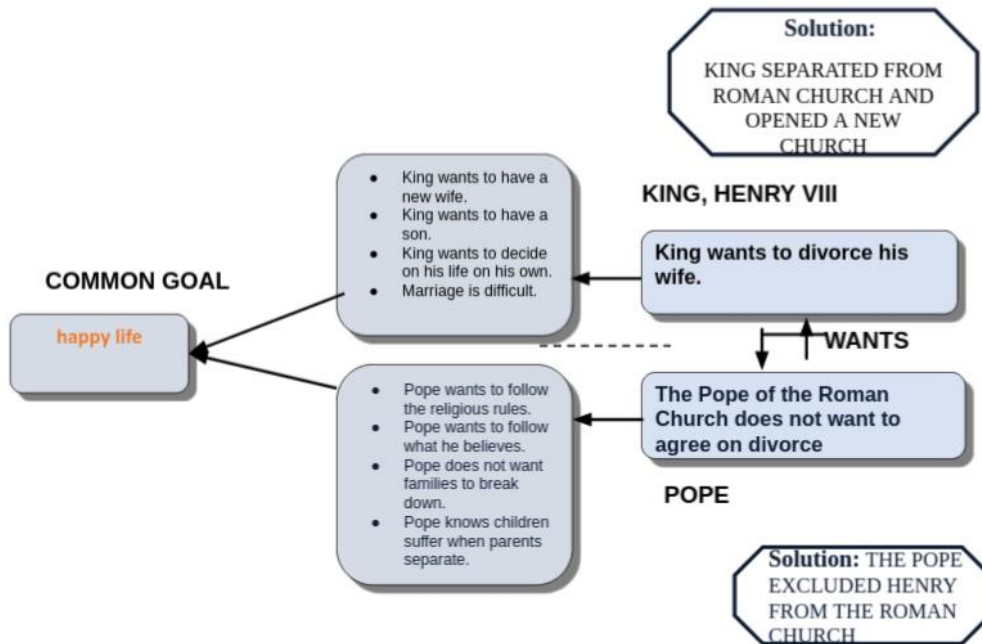 Solution:
KING SEPARATED FROM
ROMAN CHURCH AND
OPENED A NEW
CHURCH
KING, HENRY VIII
● King wants to have a
new wife.
● King wants to have a
son.
● King wants to decide
on his life on his own.
● Marriage is difficult.
King wants to divorce his
wife.
COMMON GOAL
happy life
WANTS
● Pope wants to follow
the religious rules.
● Pope wants to follow
what he believes.
● Pope does not want
families to break
down.
● Pope knows children
suffer when parents
separate.
The Pope of the Roman
Church does not want to
agree on divorce
POPE
Solution: THE POPE
EXCLUDED HENRY
FROM THE ROMAN
CHURCH